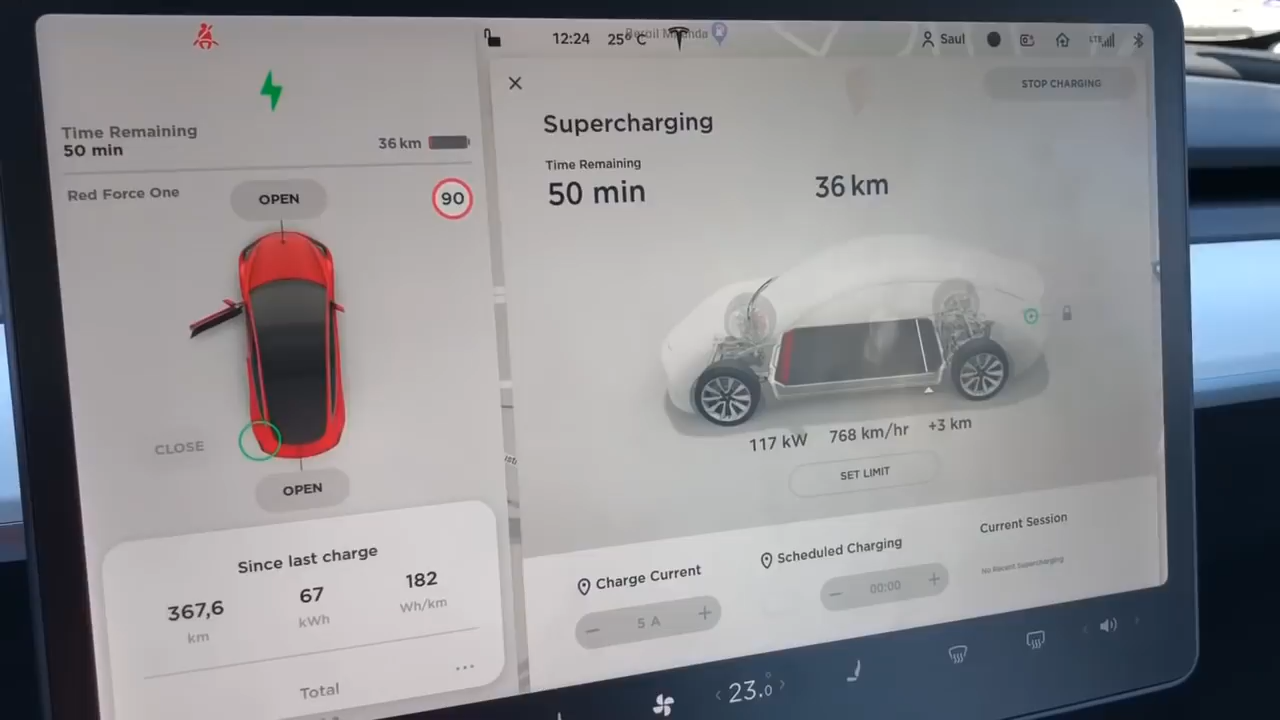 12:24
25°C
Saul
LTE
STOP CHARGING
Time Remaining
50 min
36 km
Red Force One
OPEN
90
CLOSE
OPEN
Since last charge
367,6
km
67
kWh
182
Wh/km
Total
Supercharging
Time Remaining
50 min
36 km
117 kW
768 km/hr
+3 km
SET LIMIT
Charge Current
− 5 A +
Scheduled Charging
− 00:00 +
Current Session
No Recent Supercharging
23.0